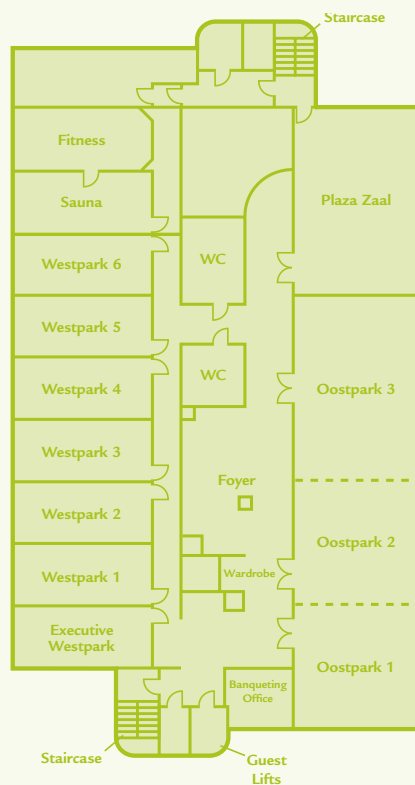 Staircase
Fitness
Sauna
Plaza Zaal
Westpark 6
WC
Westpark 5
Westpark 4
WC
Oostpark 3
Westpark 3
Foyer
Westpark 2
Oostpark 2
Westpark 1
Wardrobe
Executive
Westpark
Oostpark 1
Banqueting
Office
Staircase
Guest
Lifts